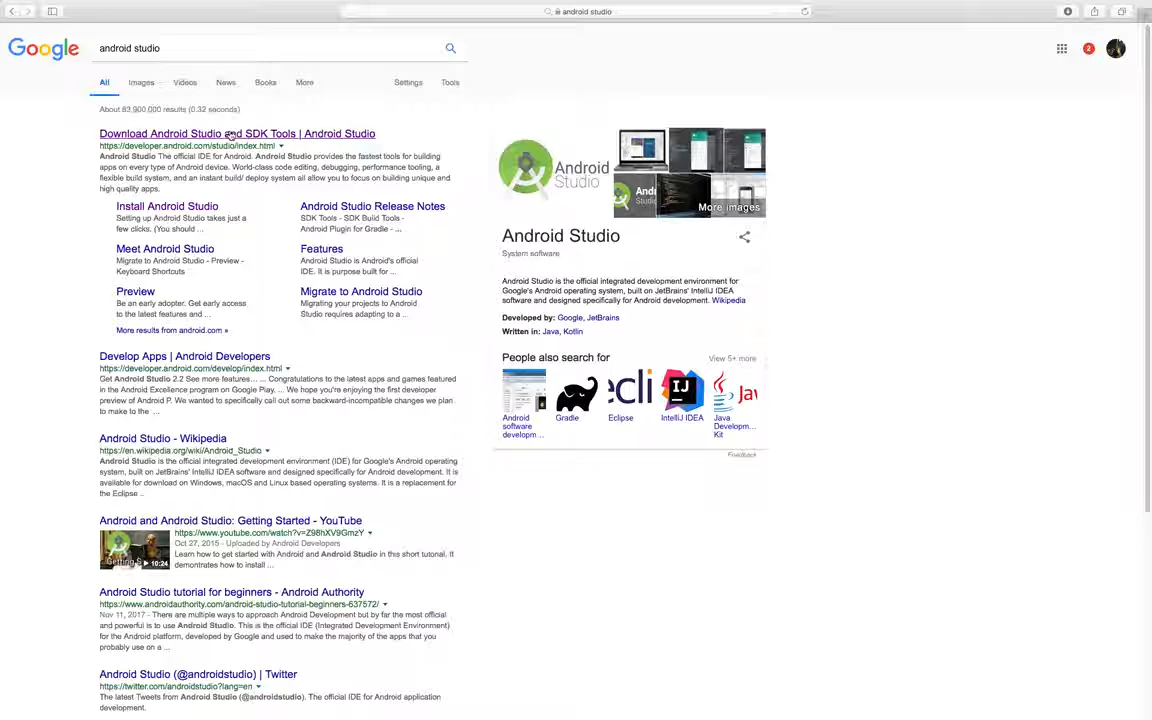 android studio
Google
android studio
2
All Images Videos News Books More Settings Tools
About 83,900,000 results (0.32 seconds)
Download Android Studio and SDK Tools | Android Studio
https://developer.android.com/studio/index.html
Android Studio The official IDE for Android. Android Studio provides the fastest tools for building
apps on every type of Android device. World-class code editing, debugging, performance tooling, a
flexible build system, and an instant build/ deploy system all allow you to focus on building unique and
high quality apps.
Install Android Studio
Setting up Android Studio takes just a
few clicks. (You should ...
Android Studio Release Notes
SDK Tools - SDK Build Tools -
Android Plugin for Gradle - ...
Meet Android Studio
Migrate to Android Studio - Preview -
Keyboard Shortcuts
Features
Android Studio is Android's official
IDE. It is purpose built for ...
Preview
Be an early adopter. Get early access
to the latest features and ...
Migrate to Android Studio
Migrating your projects to Android
Studio requires adapting to a ...
More results from android.com »
Develop Apps | Android Developers
https://developer.android.com/develop/index.html
Get Android Studio 2.2 See more features... ... Congratulations to the latest apps and games featured
in the Android Excellence program on Google Play. ... We hope you're enjoying the first developer
preview of Android P. We wanted to specifically call out some backward-incompatible changes we plan
to make to the ...
Android Studio - Wikipedia
https://en.wikipedia.org/wiki/Android_Studio
Android Studio is the official integrated development environment (IDE) for Google's Android operating
system, built on JetBrains' IntelliJ IDEA software and designed specifically for Android development. It is
available for download on Windows, macOS and Linux based operating systems. It is a replacement for
the Eclipse ...
Android and Android Studio: Getting Started - YouTube
https://www.youtube.com/watch?v=Z98hXV9GmzY
Oct 27, 2015 - Uploaded by Android Developers
Learn how to get started with Android and Android Studio in this short tutorial. It
demontrates how to install ...
Getting S
10:24
Android Studio tutorial for beginners - Android Authority
https://www.androidauthority.com/android-studio-tutorial-beginners-637572/
Nov 11, 2017 - There are multiple ways to approach Android Development but by far the most official
and powerful is to use Android Studio. This is the official IDE (Integrated Development Environment)
for the Android platform, developed by Google and used to make the majority of the apps that you
probably use on a ...
Android Studio (@androidstudio) | Twitter
https://twitter.com/androidstudio?lang=en
The latest Tweets from Android Studio (@androidstudio). The official IDE for Android application
development.
Android
Studio
Andr
More images
Android Studio
System software
Android Studio is the official integrated development environment for
Google's Android operating system, built on JetBrains' IntelliJ IDEA
software and designed specifically for Android development. Wikipedia
Developed by: Google, JetBrains
Written in: Java, Kotlin
People also search for
View 5+ more
ecli
IJ
Jav
Android
software
developm...
Gradle
Eclipse
IntelliJ IDEA
Java
Developm...
Kit
Feedback